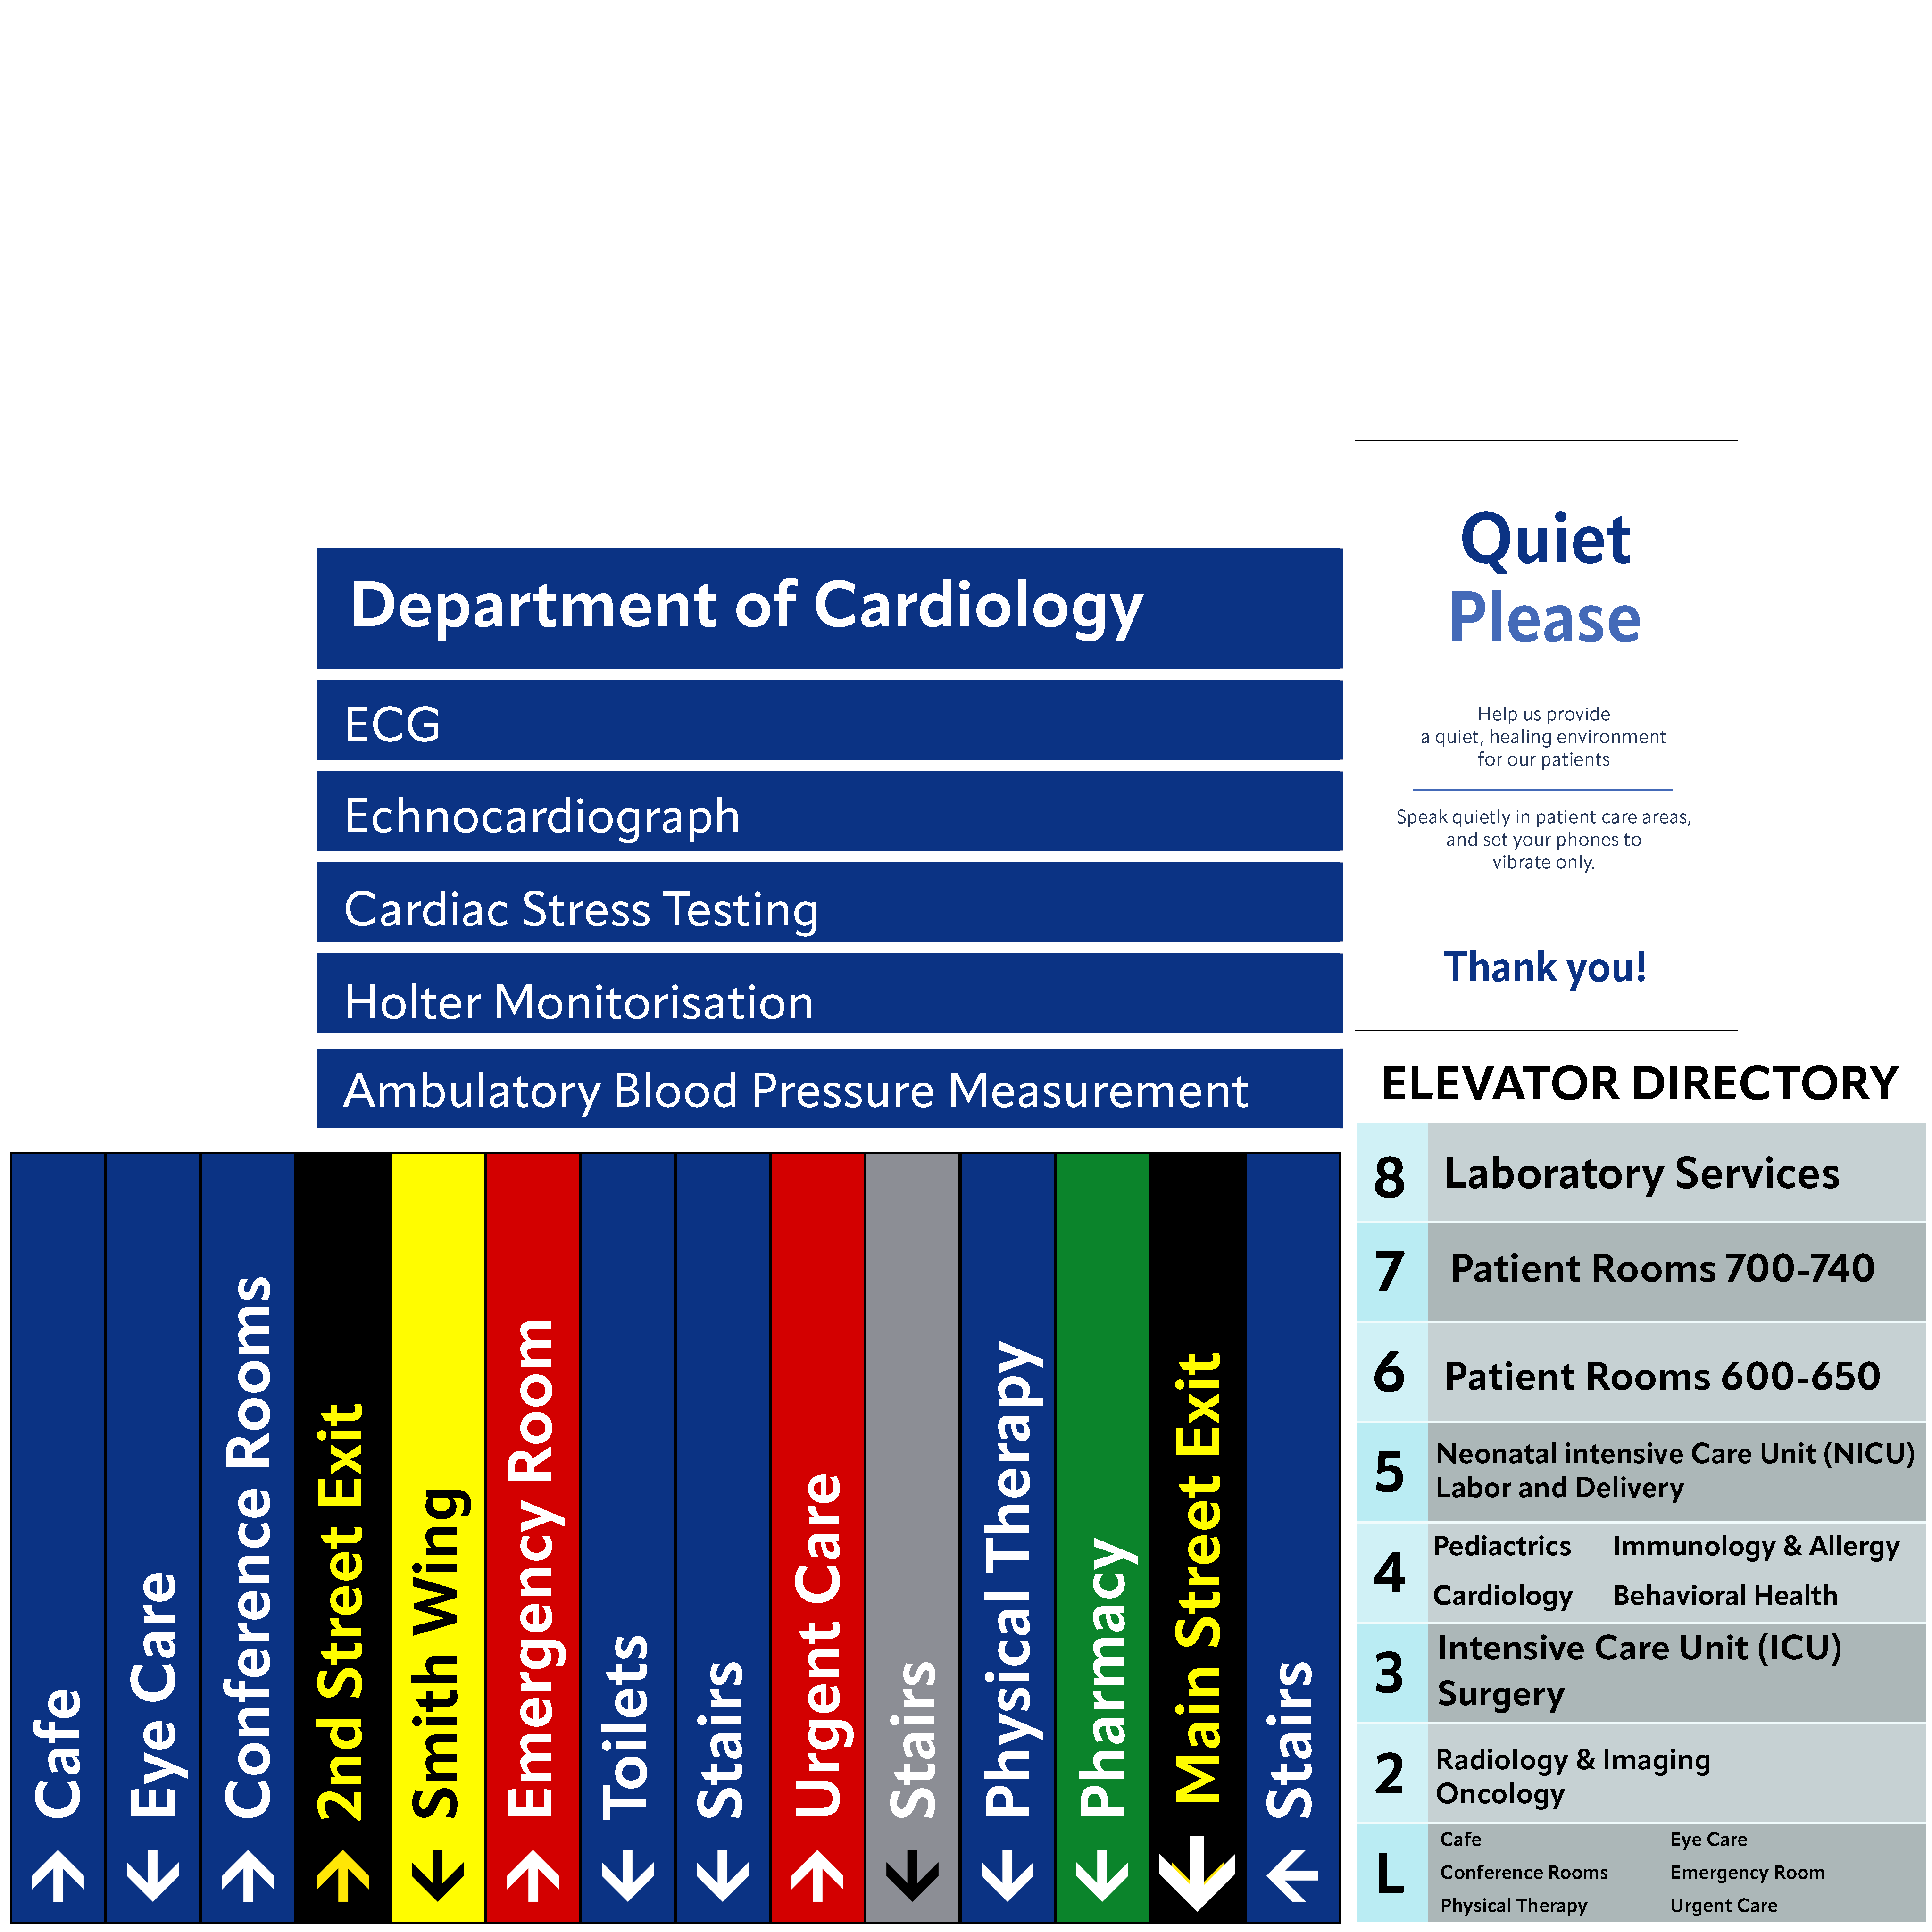 Department of Cardiology
ECG
Echnocardiograph
Cardiac Stress Testing
Holter Monitorisation
Ambulatory Blood Pressure Measurement
Quiet
Please
Help us provide
a quiet, healing environment
for our patients
Speak quietly in patient care areas,
and set your phones to
vibrate only.
Thank you!
Cafe
Eye Care
Conference Rooms
2nd Street Exit
Smith Wing
Emergency Room
Toilets
Stairs
Urgent Care
Stairs
Physical Therapy
Pharmacy
Main Street Exit
Stairs
ELEVATOR DIRECTORY
8 Laboratory Services
7 Patient Rooms 700-740
6 Patient Rooms 600-650
5 Neonatal intensive Care Unit (NICU)
Labor and Delivery
4 Pediactrics Immunology & Allergy
Cardiology Behavioral Health
3 Intensive Care Unit (ICU)
Surgery
2 Radiology & Imaging
Oncology
L Cafe Eye Care
Conference Rooms Emergency Room
Physical Therapy Urgent Care